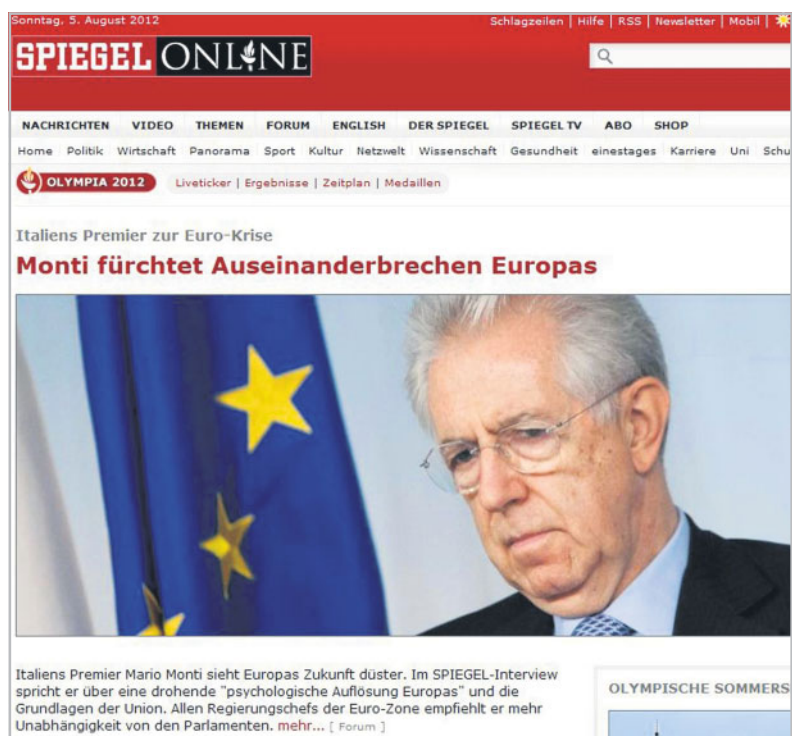 Sonntag, 5. August 2012 Schlagzeilen | Hilfe | RSS | Newsletter | Mobil |
SPIEGEL ONLINE
NACHRICHTEN VIDEO THEMEN FORUM ENGLISH DER SPIEGEL SPIEGEL TV ABO SHOP
Home Politik Wirtschaft Panorama Sport Kultur Netzwelt Wissenschaft Gesundheit einestages Karriere Uni Schu
OLYMPIA 2012 Liveticker | Ergebnisse | Zeitplan | Medaillen
Italiens Premier zur Euro-Krise
Monti fürchtet Auseinanderbrechen Europas
Italiens Premier Mario Monti sieht Europas Zukunft düster. Im SPIEGEL-Interview
spricht er über eine drohende "psychologische Auflösung Europas" und die
Grundlagen der Union. Allen Regierungschefs der Euro-Zone empfiehlt er mehr
Unabhängigkeit von den Parlamenten. mehr... [ Forum ]
OLYMPISCHE SOMMERS